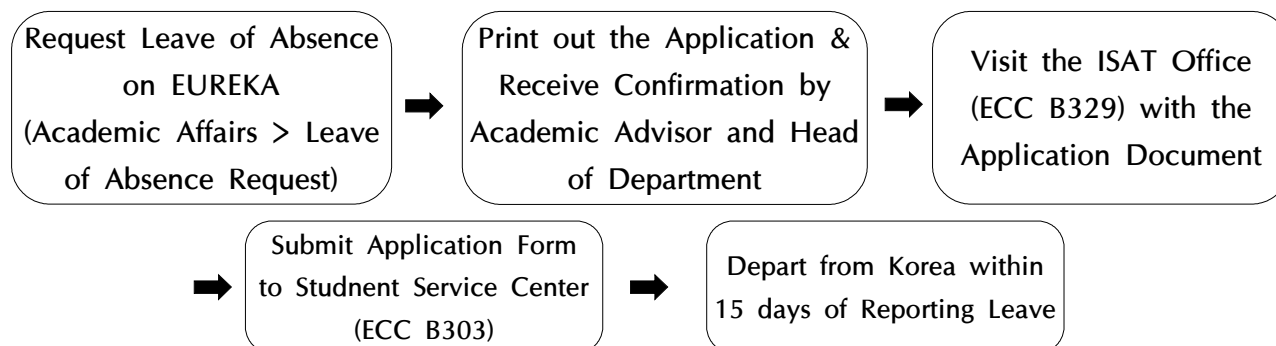 Request Leave of Absence
on EUREKA
(Academic Affairs > Leave
of Absence Request)
Print out the Application &
Receive Confirmation by
Academic Advisor and Head
of Department
Visit the ISAT Office
(ECC B329) with the
Application Document
Submit Application Form
to Studnent Service Center
(ECC B303)
Depart from Korea within
15 days of Reporting Leave